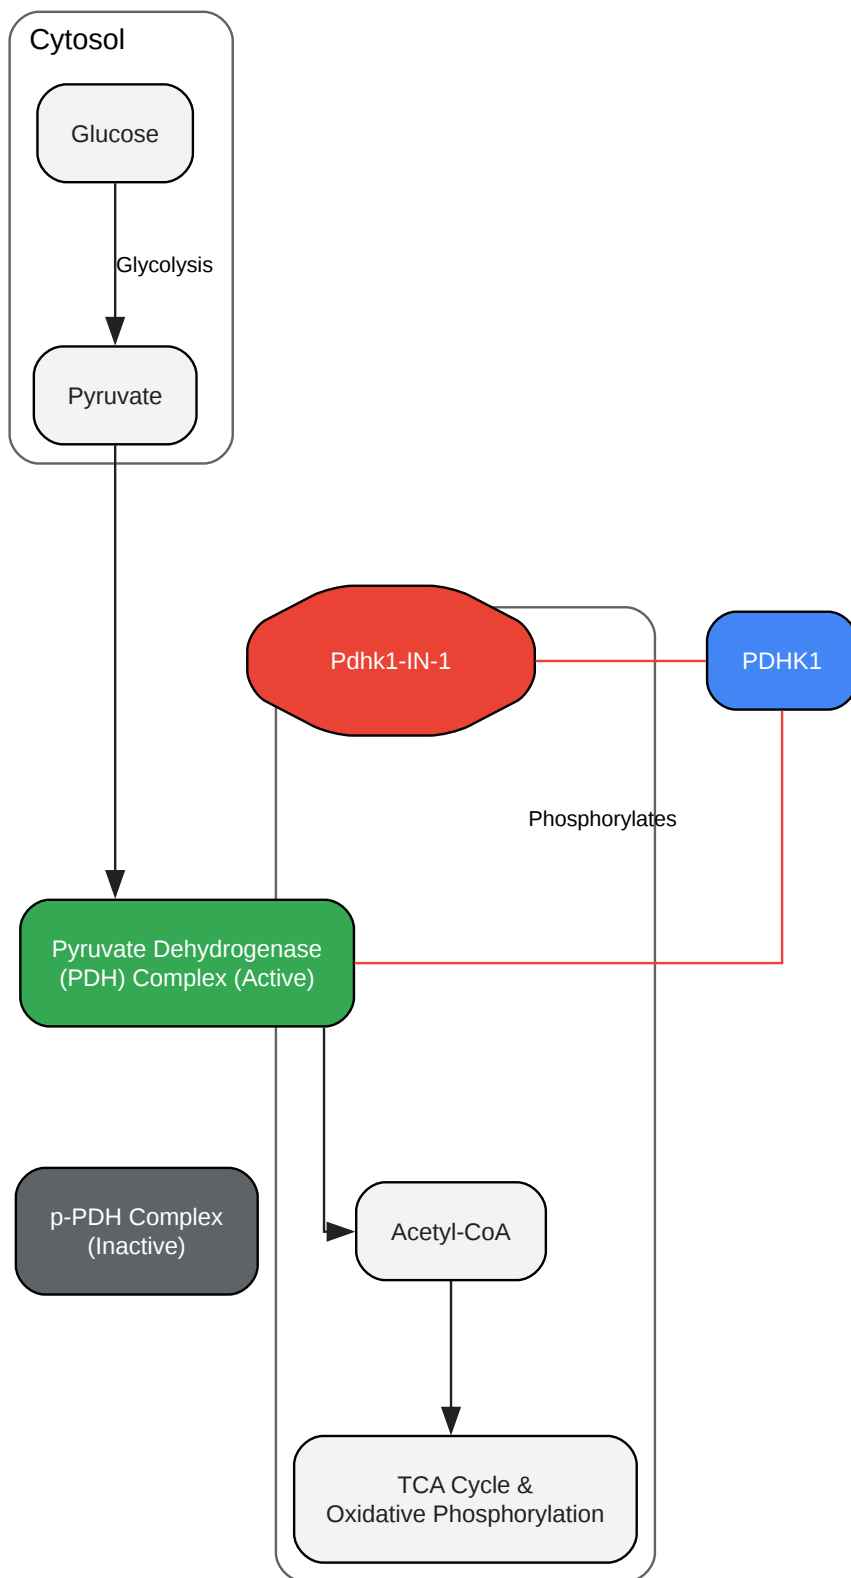 Cytosol
Glucose
Glycolysis
Pyruvate
Pdhk1-IN-1
PDHK1
Phosphorylates
Pyruvate Dehydrogenase
(PDH) Complex (Active)
p-PDH Complex
(Inactive)
Acetyl-CoA
TCA Cycle &
Oxidative Phosphorylation